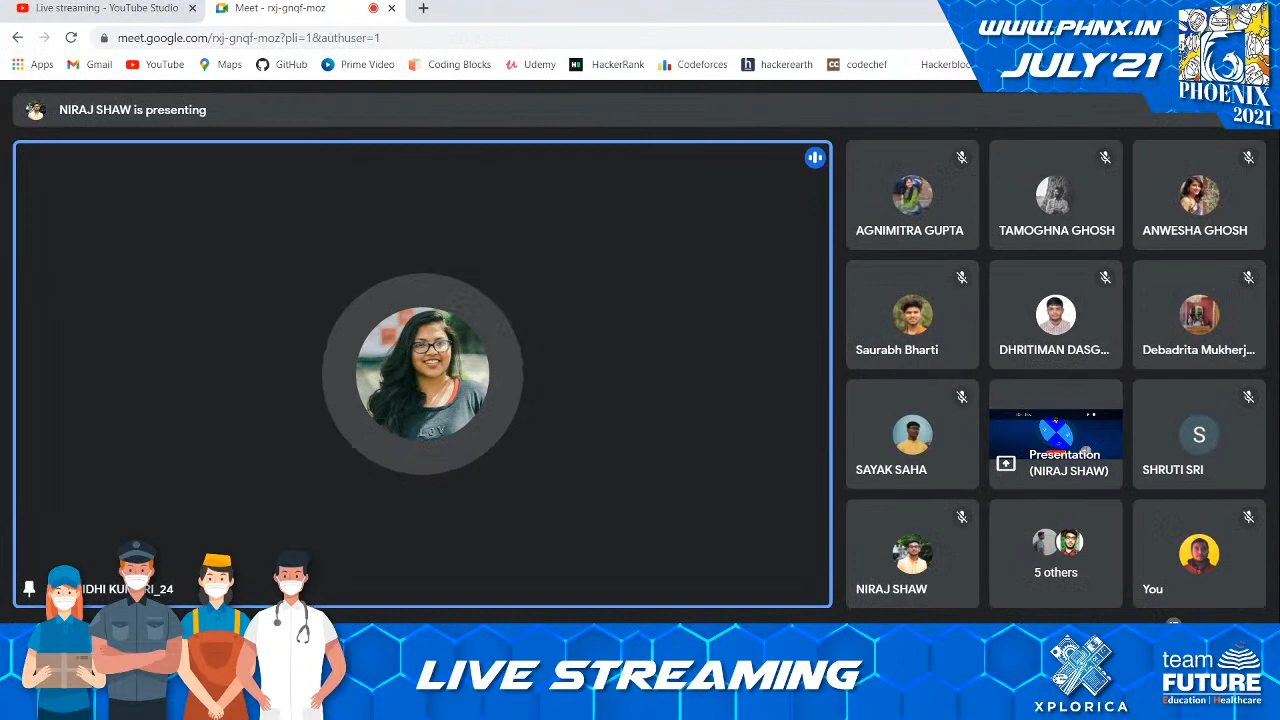 Live streaming - YouTube Studio
Meet - rxj-gnqf-moz
WWW.PHNX.IN
JULY'21
PHOENIX
2021
meet.google.com/rxj-gnqf-moz?pli=1&authuser=1
Apps Gmail YouTube Maps GitHub Prime Video Coding Blocks Udemy HackerRank Codeforces hackerearth codechef Hackerbloc
NIRAJ SHAW is presenting
AGNIMITRA GUPTA
TAMOGHNA GHOSH
ANWESHA GHOSH
Saurabh Bharti
DHRITIMAN DASG...
Debadrita Mukherj...
SAYAK SAHA
Presentation
(NIRAJ SHAW)
S
SHRUTI SRI
NIRAJ SHAW
5 others
You
_24
LIVE STREAMING
XPLORICA
team
FUTURE
Education | Healthcare